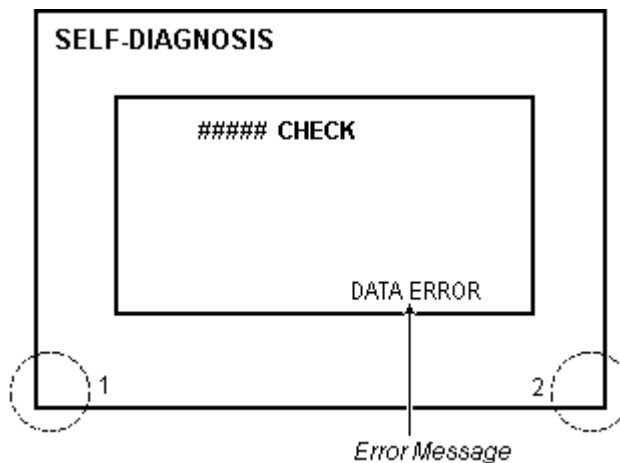 SELF-DIAGNOSIS
##### CHECK
DATA ERROR
1
2
Error Message